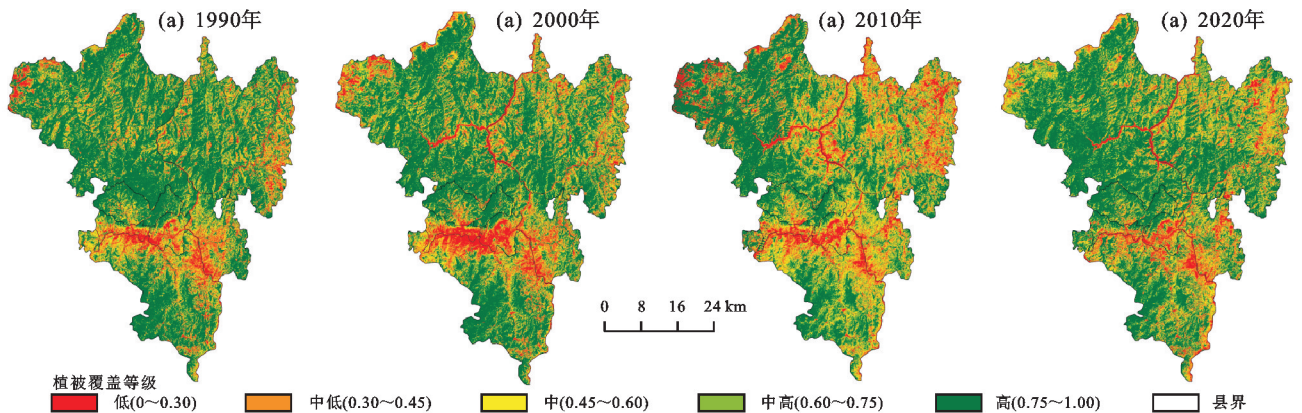 (a) 1990年
(a) 2000年
(a) 2010年
(a) 2020年
0 8 16 24 km
植被覆盖等级
低(0～0.30) 中低(0.30～0.45) 中(0.45～0.60) 中高(0.60～0.75) 高(0.75～1.00) 县界